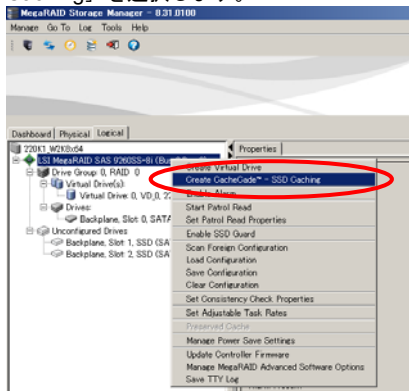 MegaRAID Storage Manager - 8.31.0100
Manage Go To Log Tools Help
Dashboard Physical Logical
220K1_W2K8x64
Properties
LSI MegaRAID SAS 9260SS-8i (Bus
Drive Group 0, RAID 0
Virtual Drive(s):
Virtual Drive: 0, VD_0, 2
Drives:
Backplane, Slot 0, SATA
Unconfigured Drives
Backplane, Slot 1, SSD (SA
Backplane, Slot 2, SSD (SA
Create Virtual Drive
Create CacheCade™ - SSD Caching
Enable Alarm
Start Patrol Read
Set Patrol Read Properties
Enable SSD Guard
Scan Foreign Configuration
Load Configuration
Save Configuration
Clear Configuration
Set Consistency Check Properties
Set Adjustable Task Rates
Preserved Cache
Manage Power Save Settings
Update Controller Firmware
Manage MegaRAID Advanced Software Options
Save TTY Log